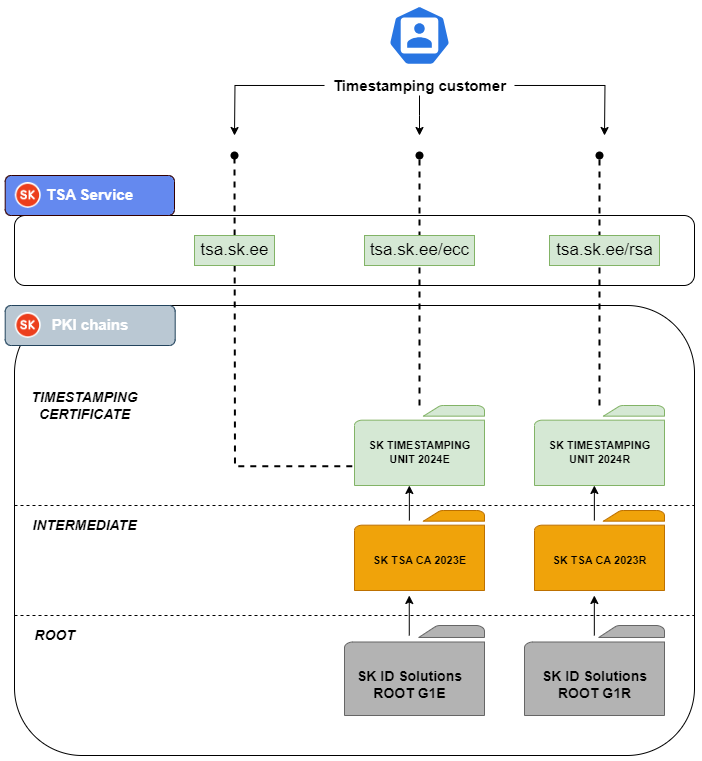 Timestamping customer
SK TSA Service
tsa.sk.ee
tsa.sk.ee/ecc
tsa.sk.ee/rsa
SK PKI chains
TIMESTAMPING
CERTIFICATE
SK TIMESTAMPING
UNIT 2024E
SK TIMESTAMPING
UNIT 2024R
INTERMEDIATE
SK TSA CA 2023E
SK TSA CA 2023R
ROOT
SK ID Solutions
ROOT G1E
SK ID Solutions
ROOT G1R